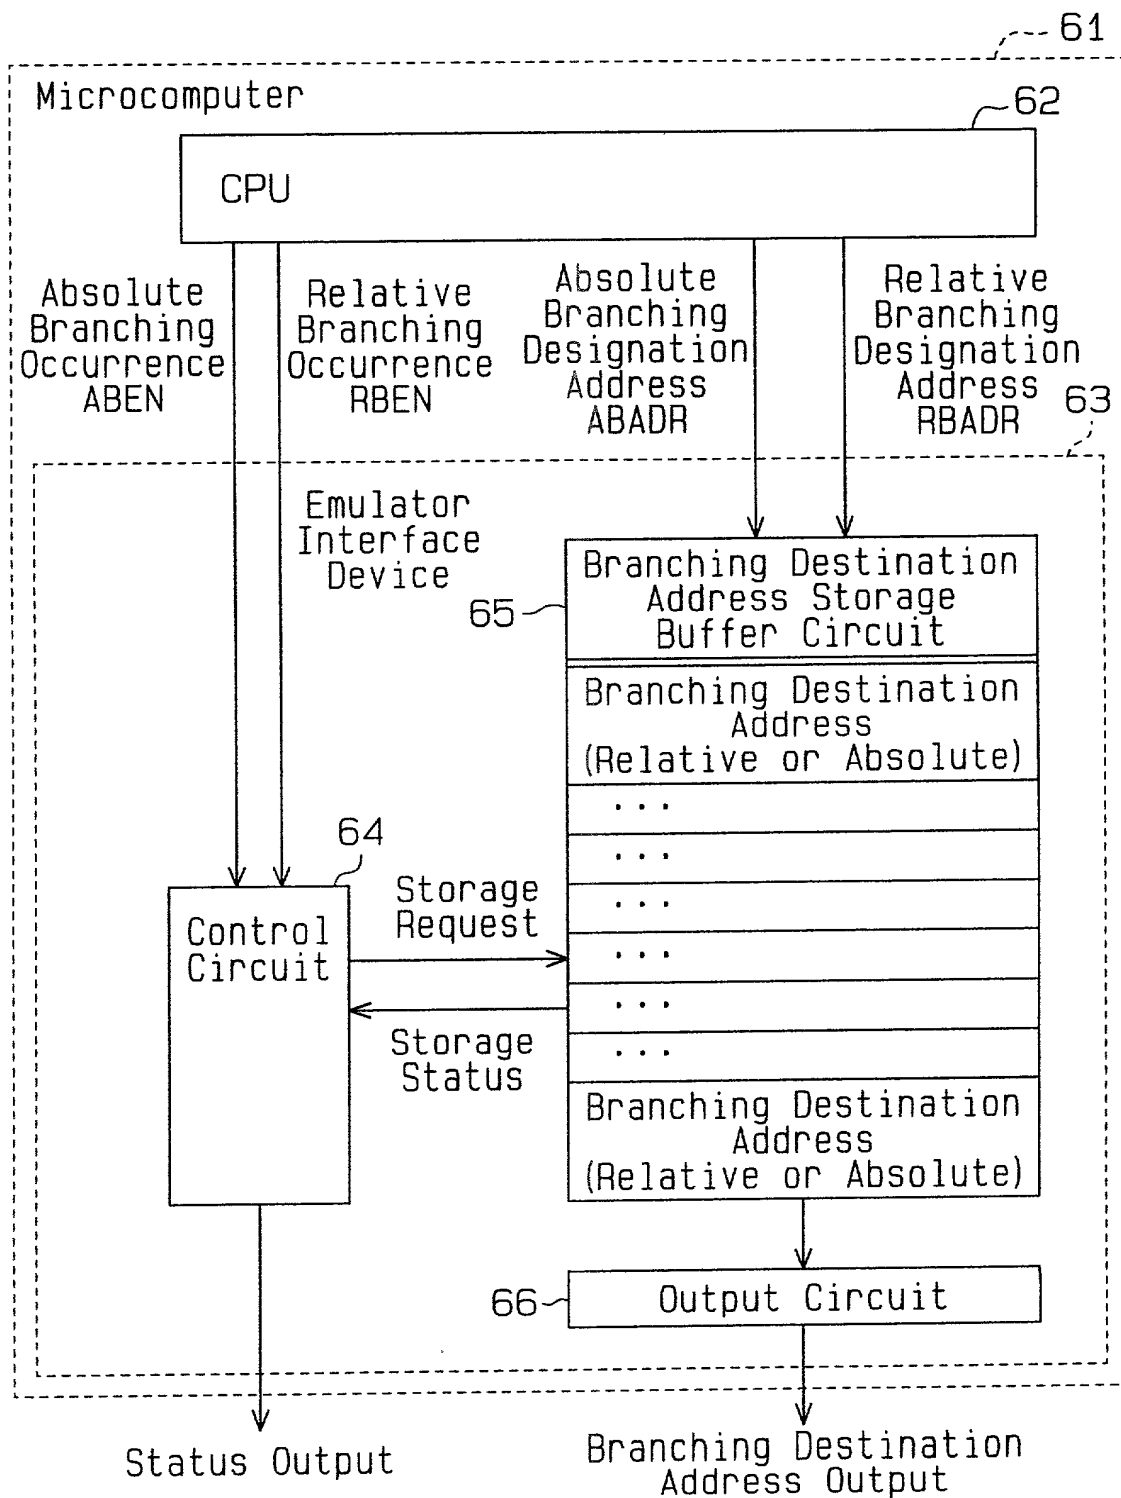 61
Microcomputer
62
CPU
Absolute
Branching
Occurrence
ABEN
Relative
Branching
Occurrence
RBEN
Absolute
Branching
Designation
Address
ABADR
Relative
Branching
Designation
Address
RBADR
63
Emulator
Interface
Device
65
Branching Destination
Address Storage
Buffer Circuit
Branching Destination
Address
(Relative or Absolute)
...
...
...
...
...
...
64
Control
Circuit
Storage
Request
Storage
Status
Branching Destination
Address
(Relative or Absolute)
66
Output Circuit
Status Output
Branching Destination
Address Output